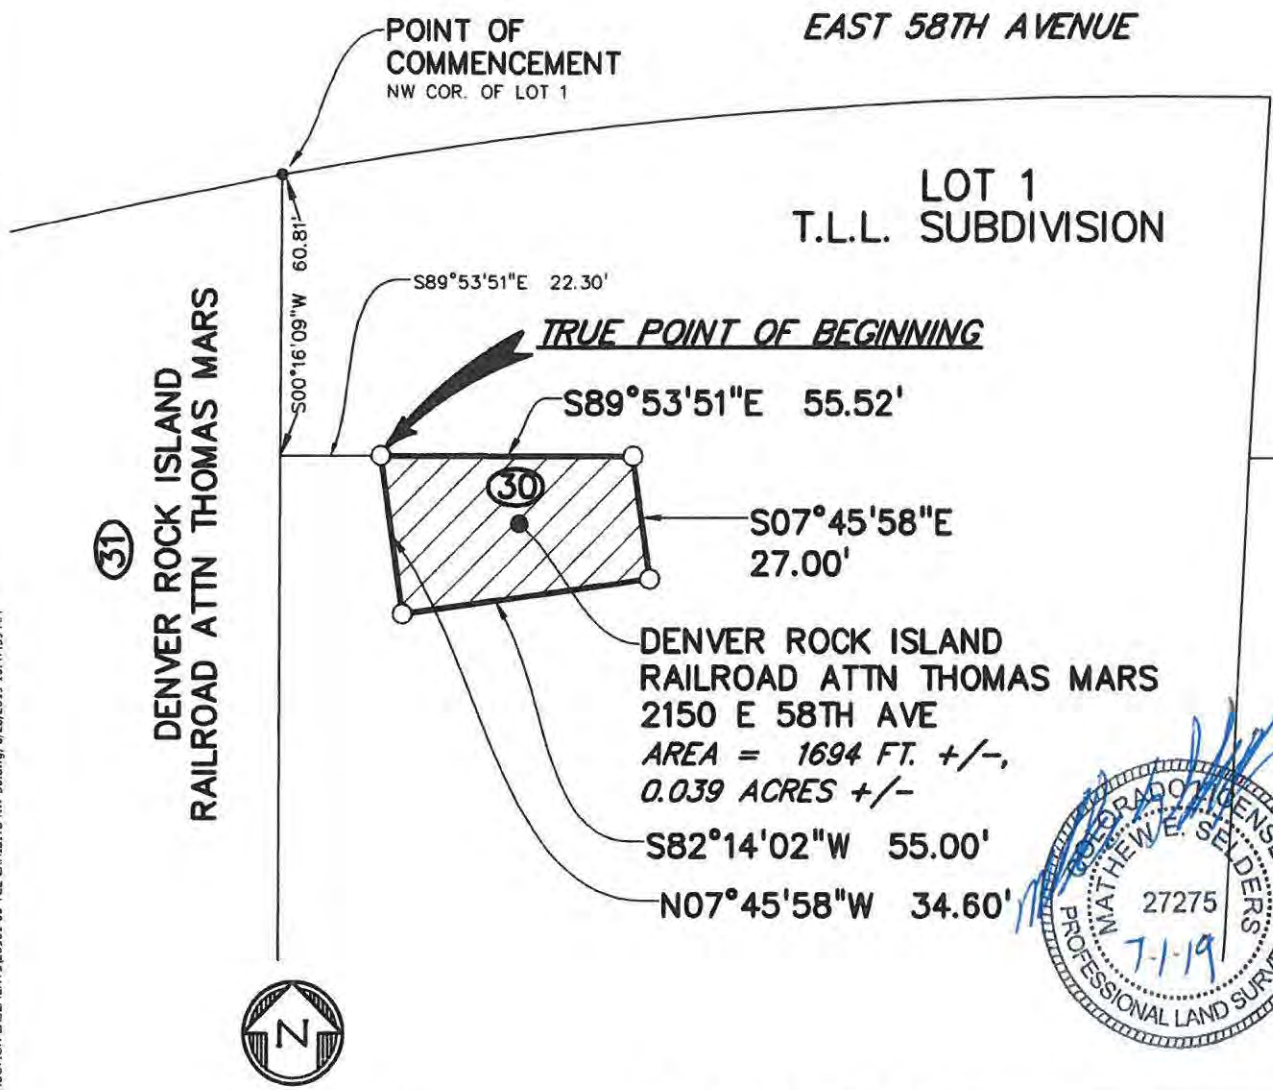 EAST 58TH AVENUE
POINT OF
COMMENCEMENT
NW COR. OF LOT 1
LOT 1
T.L.L. SUBDIVISION
S00°16'09"W 60.81'
S89°53'51"E 22.30'
TRUE POINT OF BEGINNING
S89°53'51"E 55.52'
30
S07°45'58"E
27.00'
31
DENVER ROCK ISLAND
RAILROAD ATTN THOMAS MARS
DENVER ROCK ISLAND
RAILROAD ATTN THOMAS MARS
2150 E 58TH AVE
AREA = 1694 FT. +/-,
0.039 ACRES +/-
S82°14'02"W 55.00'
N07°45'58"W 34.60'
COLORADO LICENSE
MATHEW E. SELDERS
27275
7-1-19
PROFESSIONAL LAND SURVE
N